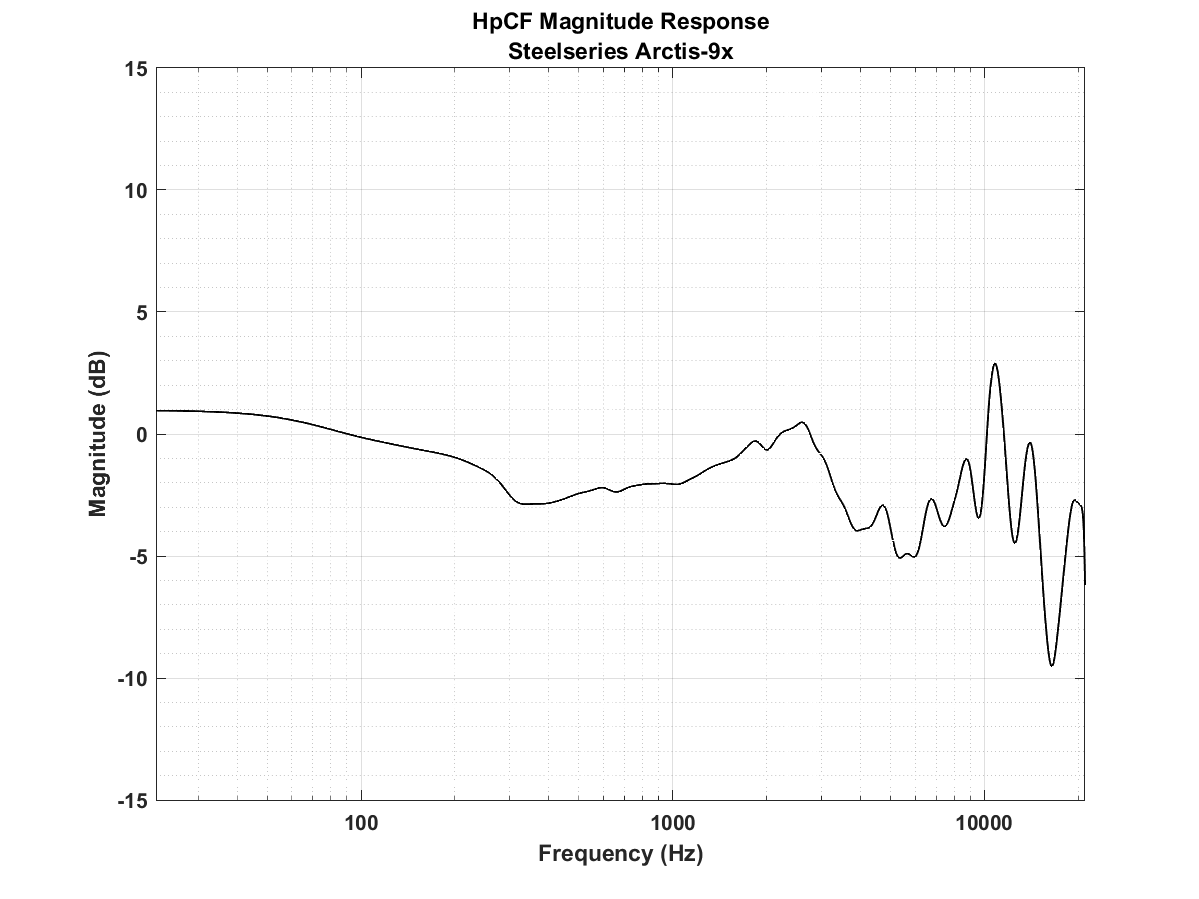 HpCF Magnitude Response
Steelseries Arctis-9x
15
10
5
0
-5
-10
-15
Magnitude (dB)
100
1000
10000
Frequency (Hz)